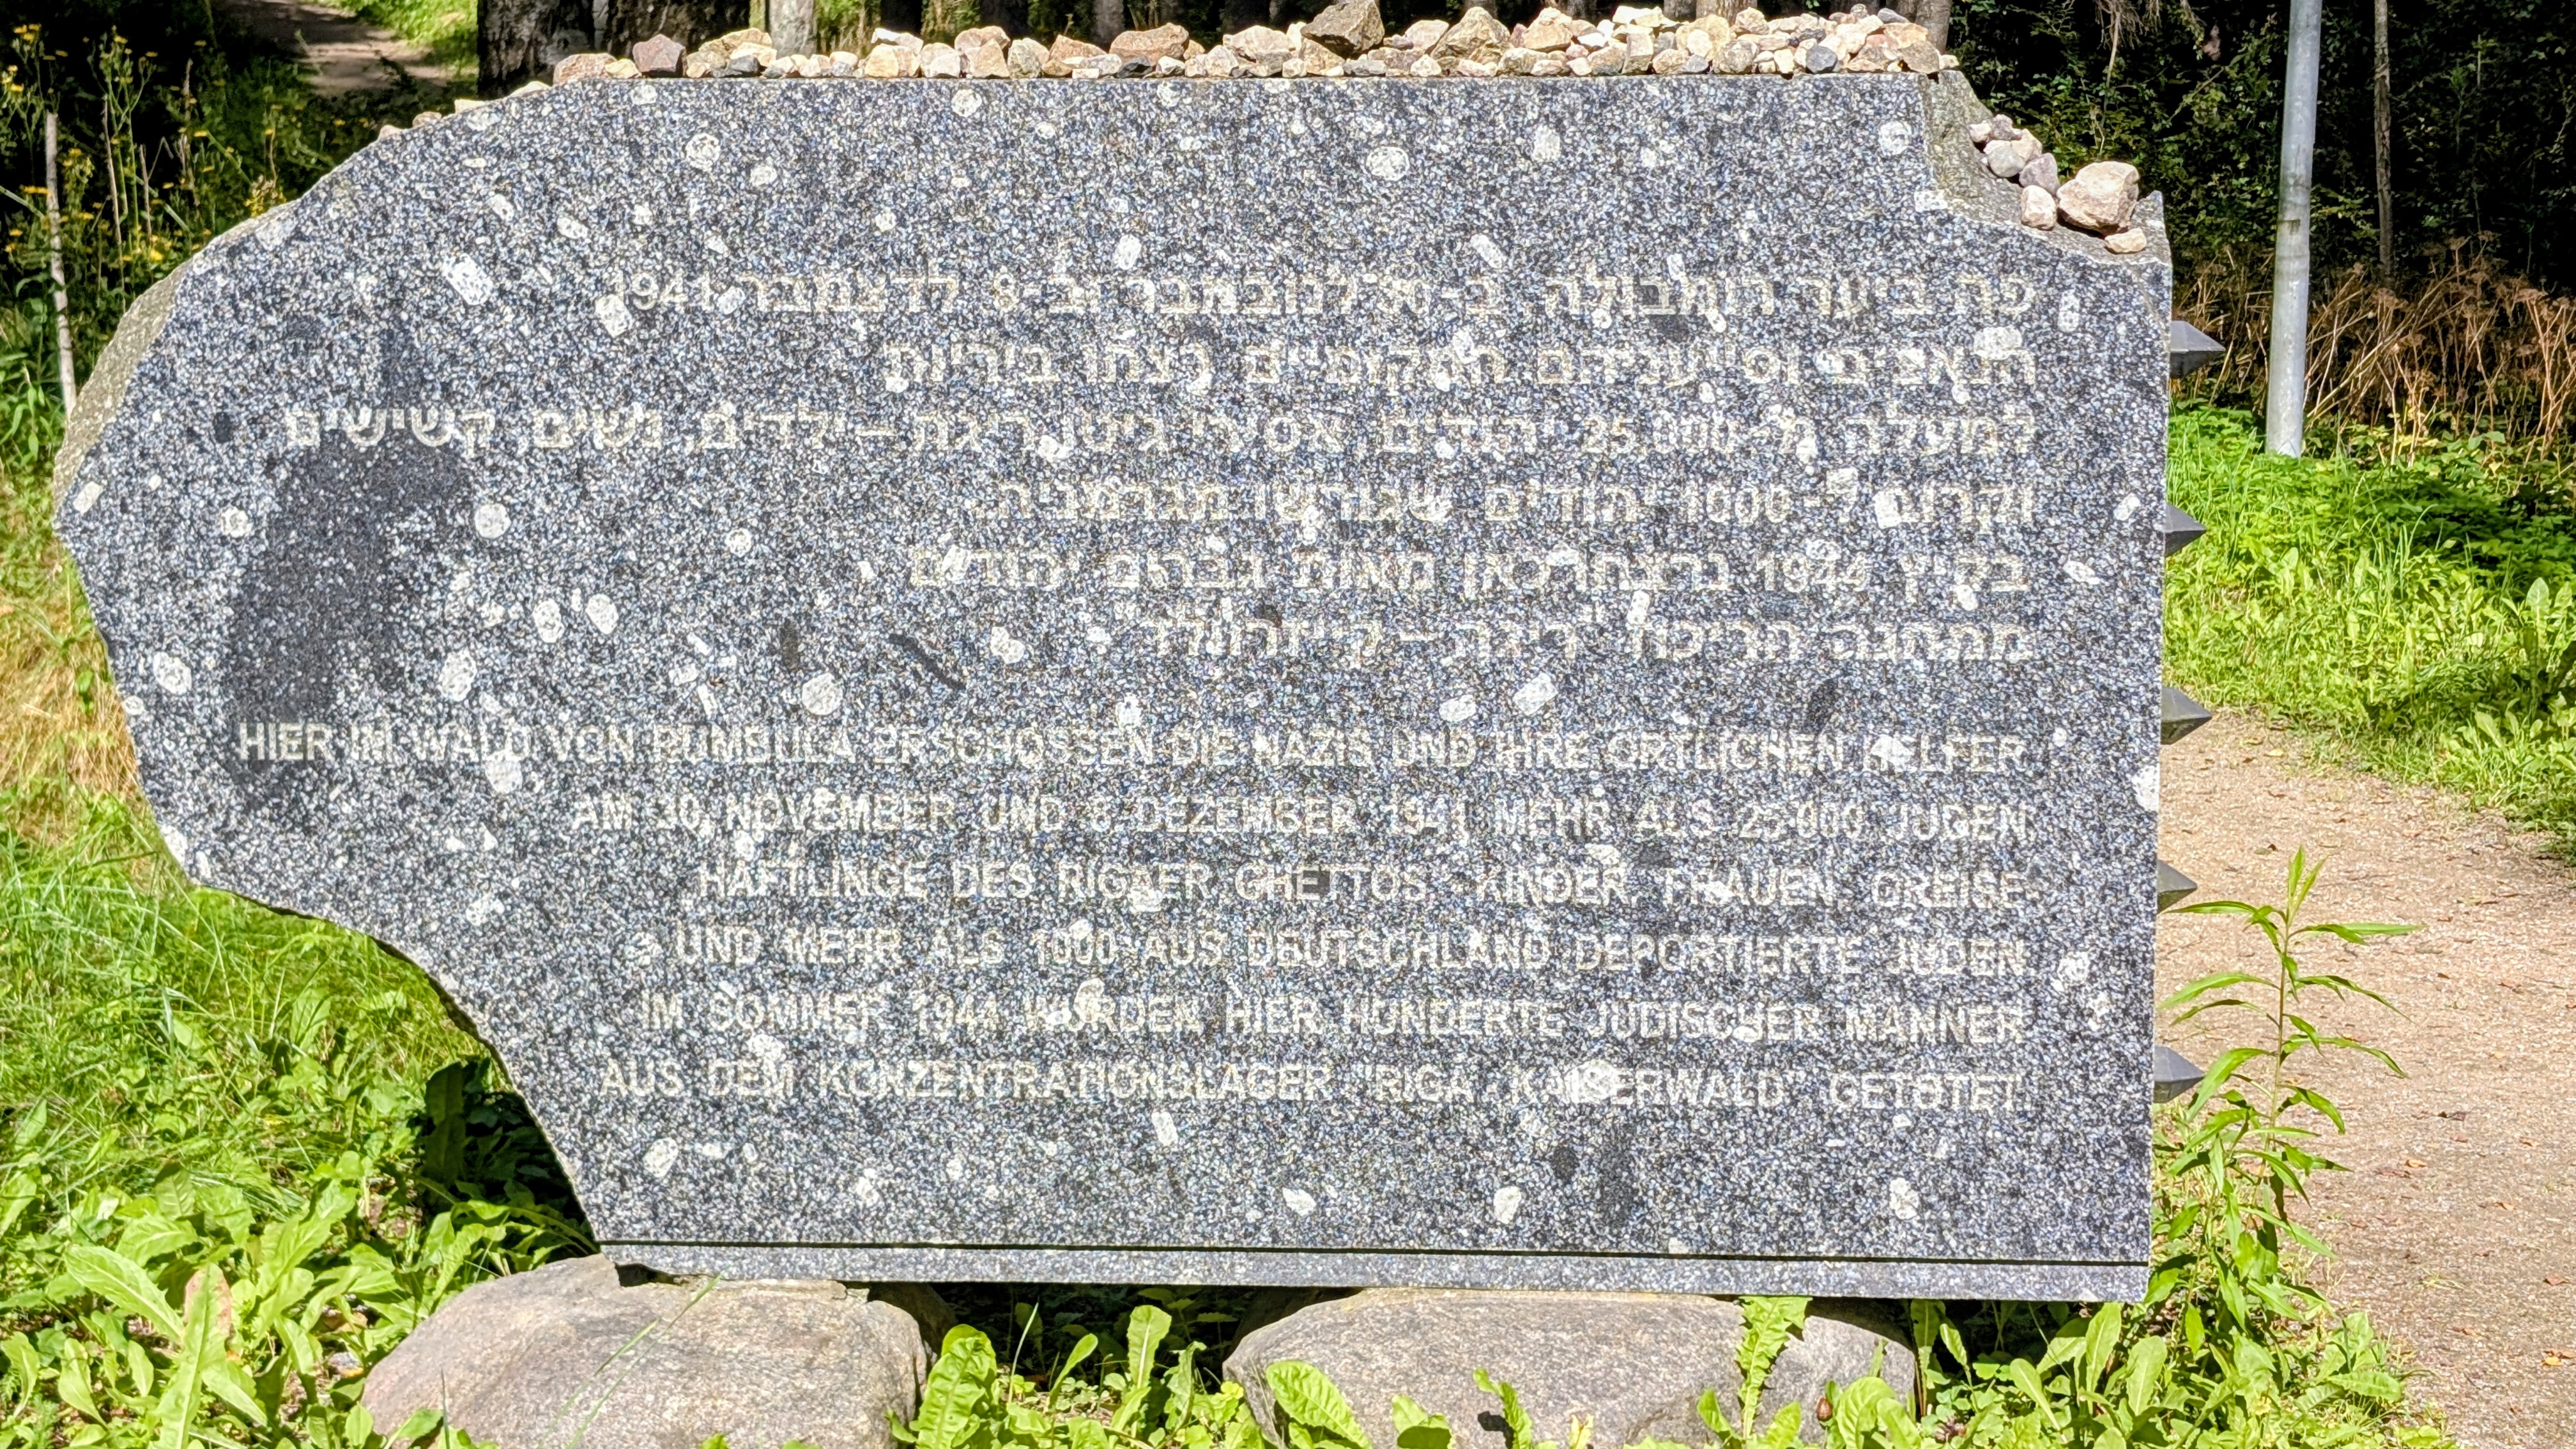 פה ביער רומבולה, ב-30 לנובמבר וב-8 לדצמבר 1941
הנאצים וסייעניהם המקומיים רצחו ביריות
למעלה מ-25.000 יהודים, אסירי גיטו ריגה – ילדים, נשים, קשישים
וקרוב ל-1000 יהודים שגורשו מגרמניה.
בקיץ 1944 נרצחו כאן מאות גברים יהודים
ממחנה הריכוז "ריגה – קייזרוולד".
HIER IM WALD VON RUMBULA ERSCHOSSEN DIE NAZIS UND IHRE ÖRTLICHEN HELFER
AM 30. NOVEMBER UND 8. DEZEMBER 1941 MEHR ALS 25.000 JUDEN
HÄFTLINGE DES RIGAER GHETTOS - KINDER, FRAUEN, GREISE
- UND MEHR ALS 1000 AUS DEUTSCHLAND DEPORTIERTE JUDEN.
IM SOMMER 1944 WURDEN HIER HUNDERTE JÜDISCHER MÄNNER
AUS DEM KONZENTRATIONSLAGER "RIGA - KAISERWALD" GETÖTET.